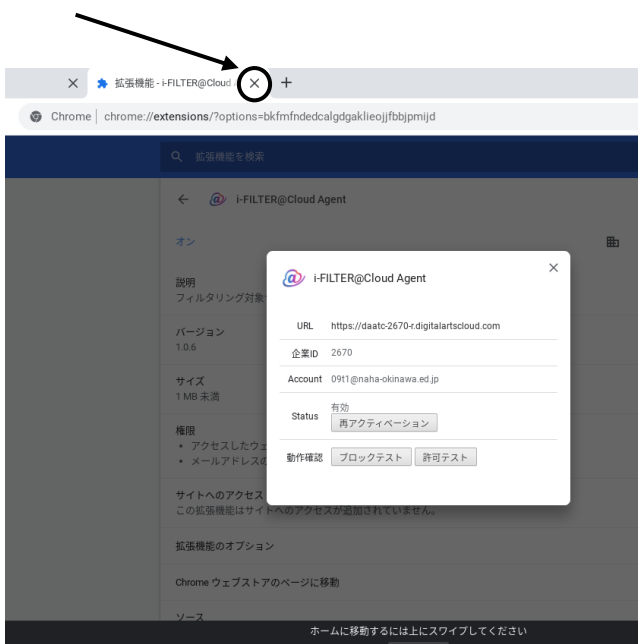 拡張機能 - i-FILTER@Cloud
Chrome | chrome://extensions/?options=bkfmfndedcalgdgaklieojjfbbjpmijd
拡張機能を検索
i-FILTER@Cloud Agent
オン
説明
フィルタリング対象
バージョン
1.0.6
サイズ
1 MB 未満
権限
• アクセスしたウェ
• メールアドレスの
サイトへのアクセス
この拡張機能はサイトへのアクセスが追加されていません。
拡張機能のオプション
Chrome ウェブストアのページに移動
ソース
i-FILTER@Cloud Agent
URL https://daatc-2670-r.digitalartscloud.com
企業ID 2670
Account 09t1@naha-okinawa.ed.jp
Status 有効
再アクティベーション
動作確認 ブロックテスト 許可テスト
ホームに移動するには上にスワイプしてください